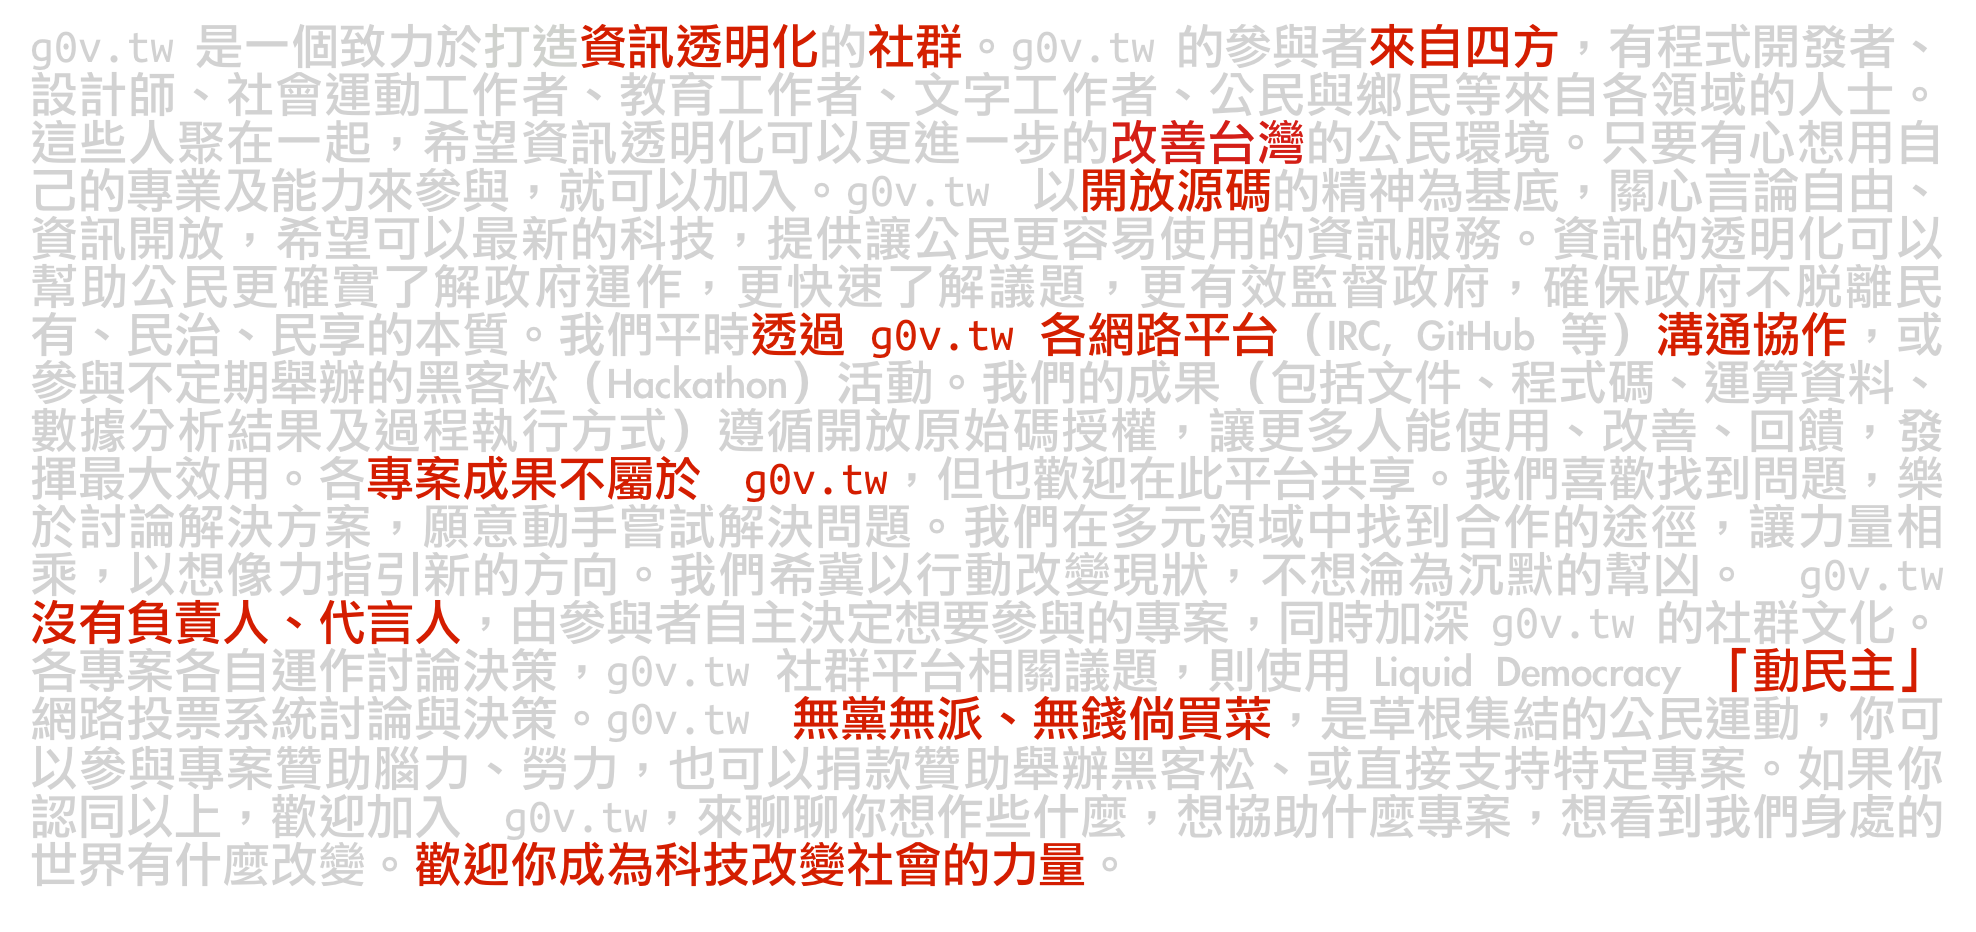 g0v.tw 是一個致力於打造資訊透明化的社群。g0v.tw 的參與者來自四方，有程式開發者、
設計師、社會運動工作者、教育工作者、文字工作者、公民與鄉民等來自各領域的人士。
這些人聚在一起，希望資訊透明化可以更進一步的改善台灣的公民環境。只要有心想用自
己的專業及能力來參與，就可以加入。g0v.tw 以開放源碼的精神為基底，關心言論自由、
資訊開放，希望可以最新的科技，提供讓公民更容易使用的資訊服務。資訊的透明化可以
幫助公民更確實了解政府運作，更快速了解議題，更有效監督政府，確保政府不脫離民
有、民治、民享的本質。我們平時透過 g0v.tw 各網路平台（IRC, GitHub 等）溝通協作，或
參與不定期舉辦的黑客松（Hackathon）活動。我們的成果（包括文件、程式碼、運算資料、
數據分析結果及過程執行方式）遵循開放原始碼授權，讓更多人能使用、改善、回饋，發
揮最大效用。各專案成果不屬於 g0v.tw，但也歡迎在此平台共享。我們喜歡找到問題，樂
於討論解決方案，願意動手嘗試解決問題。我們在多元領域中找到合作的途徑，讓力量相
乘，以想像力指引新的方向。我們希冀以行動改變現狀，不想淪為沉默的幫凶。 g0v.tw
沒有負責人、代言人，由參與者自主決定想要參與的專案，同時加深 g0v.tw 的社群文化。
各專案各自運作討論決策，g0v.tw 社群平台相關議題，則使用 Liquid Democracy「動民主」
網路投票系統討論與決策。g0v.tw 無黨無派、無錢倘買菜，是草根集結的公民運動，你可
以參與專案贊助腦力、勞力，也可以捐款贊助舉辦黑客松、或直接支持特定專案。如果你
認同以上，歡迎加入 g0v.tw，來聊聊你想作些什麼，想協助什麼專案，想看到我們身處的
世界有什麼改變。歡迎你成為科技改變社會的力量。